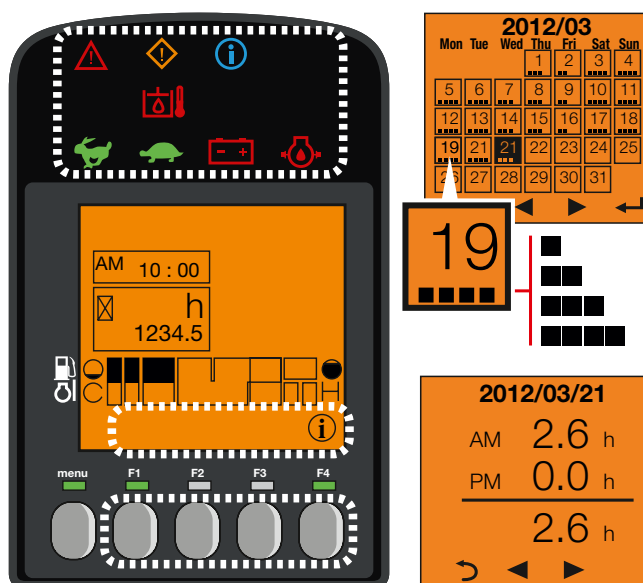 AM 10 : 00
h
1234.5
C H
i
menu F1 F2 F3 F4
2012/03
Mon Tue Wed Thu Fri Sat Sun
1 2 3 4
5 6 7 8 9 10 11
12 13 14 15 16 17 18
19 21 21 22 23 24 25
26 27 28 29 30 31
19
2012/03/21
AM 2.6 h
PM 0.0 h
2.6 h